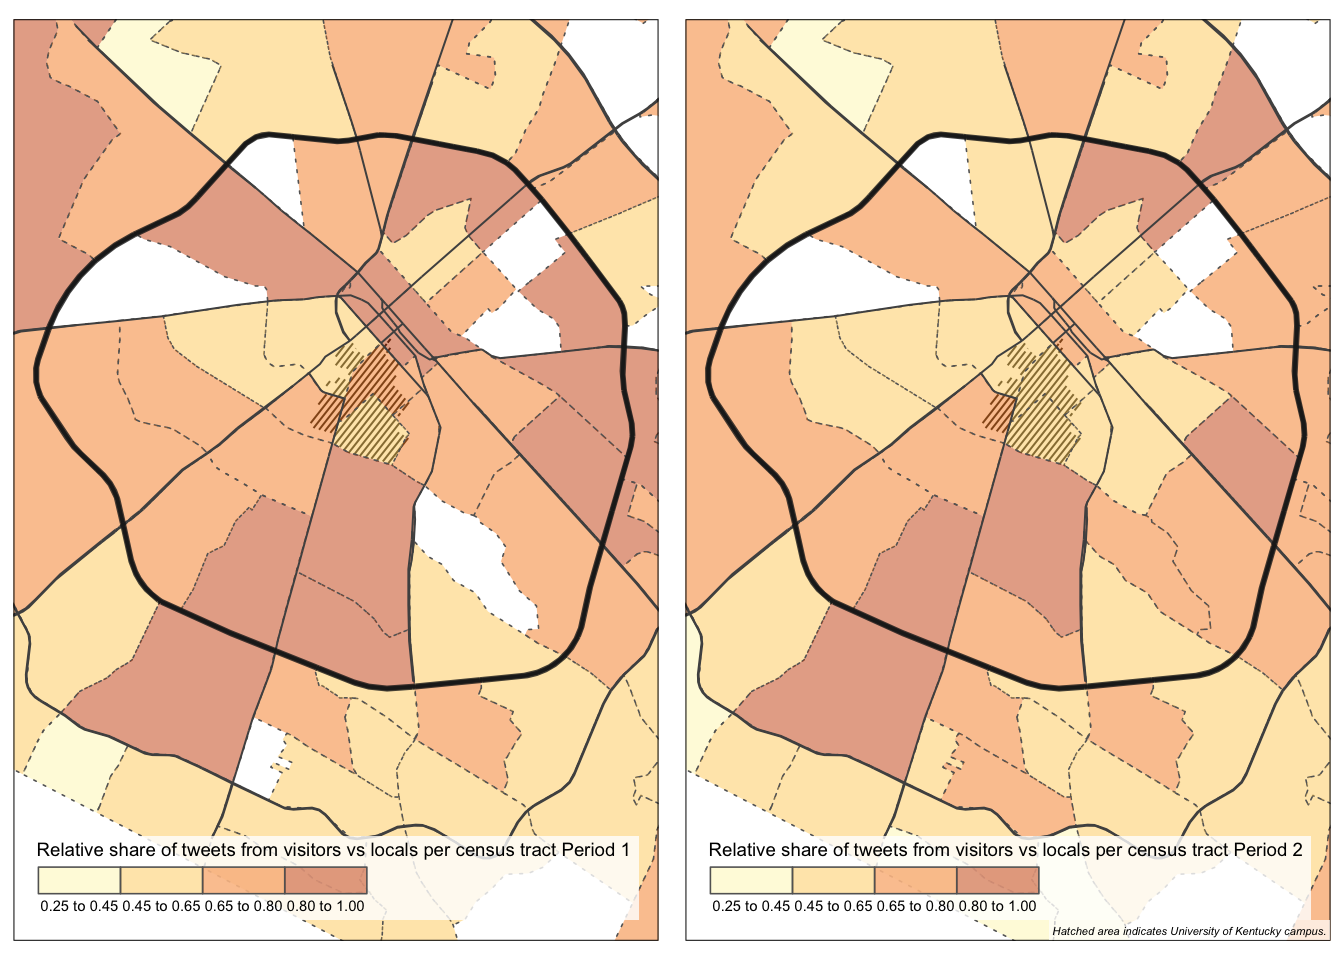 Relative share of tweets from visitors vs locals per census tract Period 1
0.25 to 0.45 0.45 to 0.65 0.65 to 0.80 0.80 to 1.00
Relative share of tweets from visitors vs locals per census tract Period 2
0.25 to 0.45 0.45 to 0.65 0.65 to 0.80 0.80 to 1.00
Hatched area indicates University of Kentucky campus.